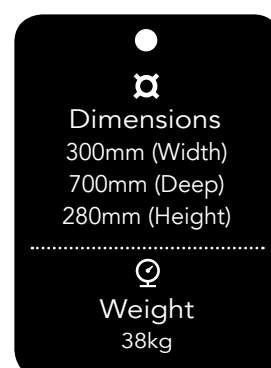 Dimensions
300mm (Width)
700mm (Deep)
280mm (Height)
Weight
38kg